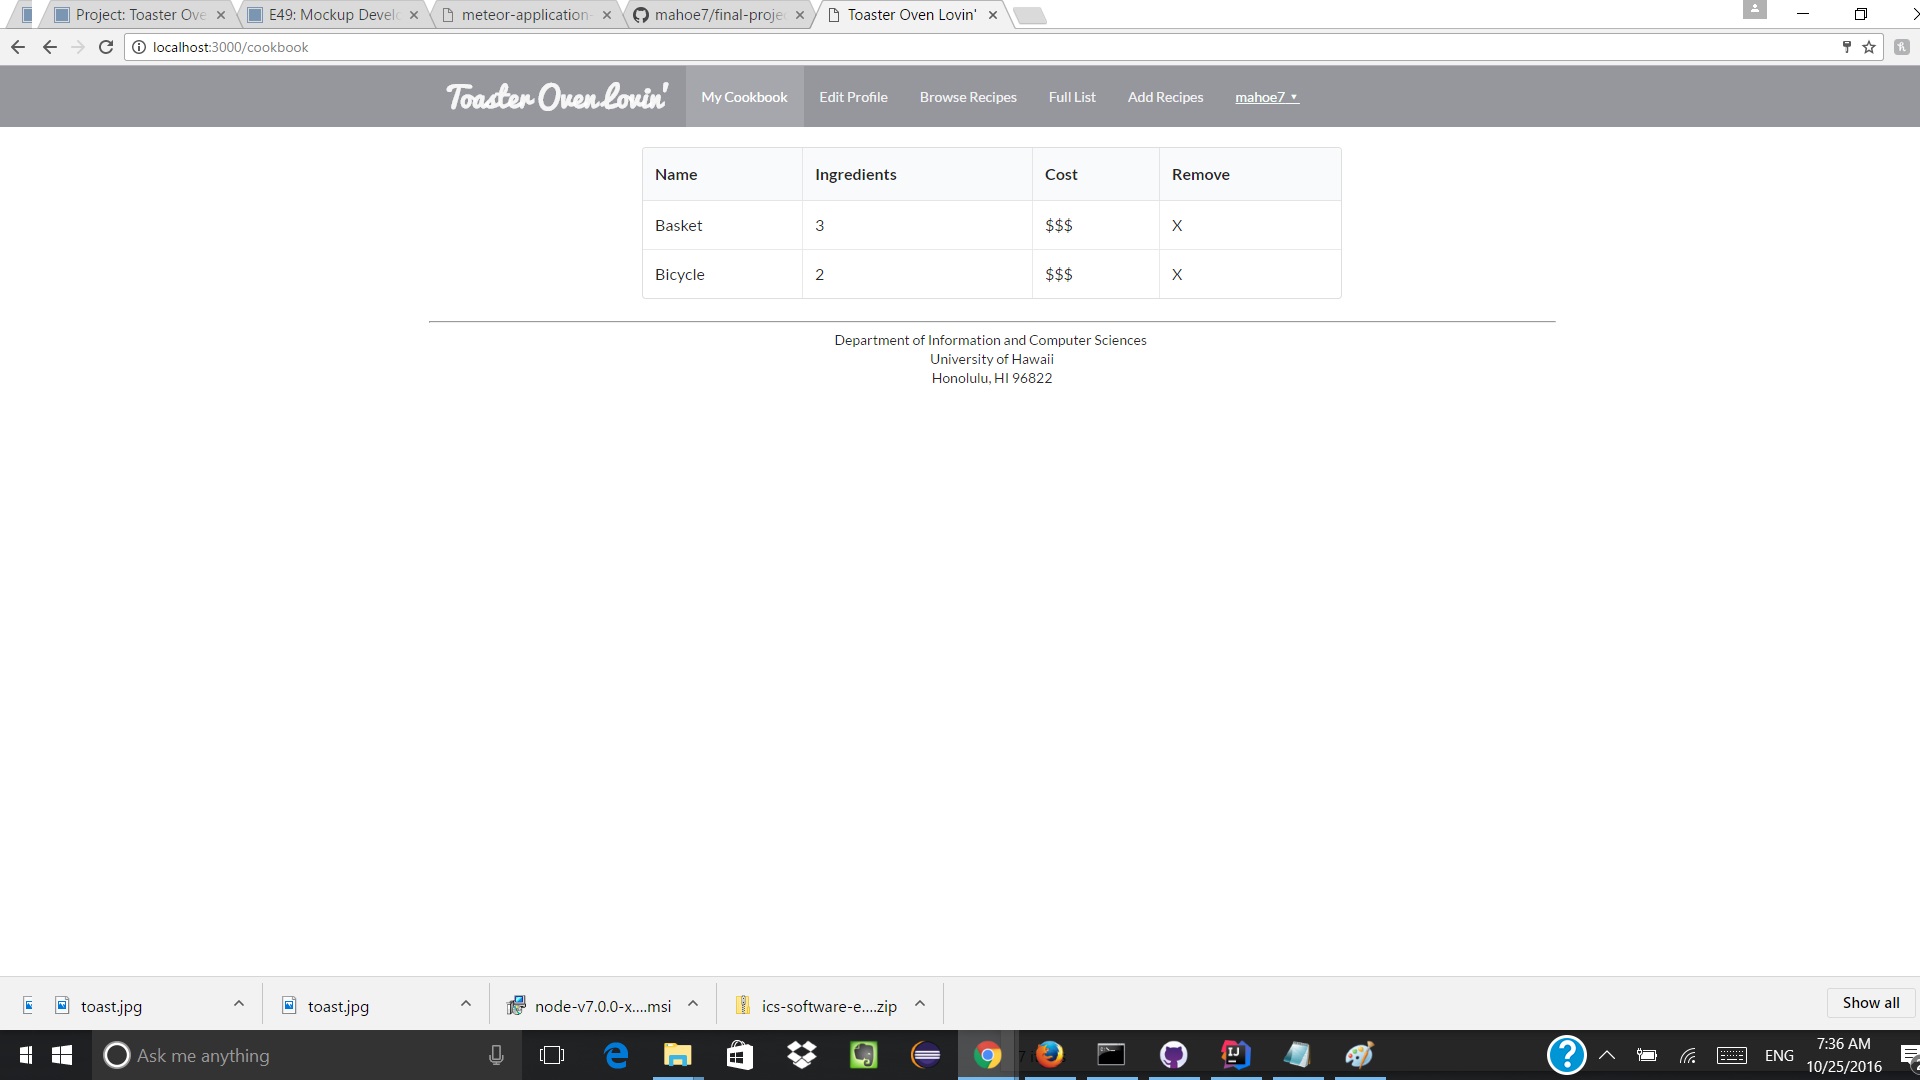 Project: Toaster Ove
E49: Mockup Develo
meteor-application-
mahoe7/final-projec
Toaster Oven Lovin'
localhost:3000/cookbook
Toaster Oven Lovin'
My Cookbook
Edit Profile
Browse Recipes
Full List
Add Recipes
mahoe7
Name Ingredients Cost Remove
Basket 3 $$$ X
Bicycle 2 $$$ X
Department of Information and Computer Sciences
University of Hawaii
Honolulu, HI 96822
toast.jpg
toast.jpg
node-v7.0.0-x....msi
ics-software-e....zip
Show all
Ask me anything
ENG
7:36 AM
10/25/2016